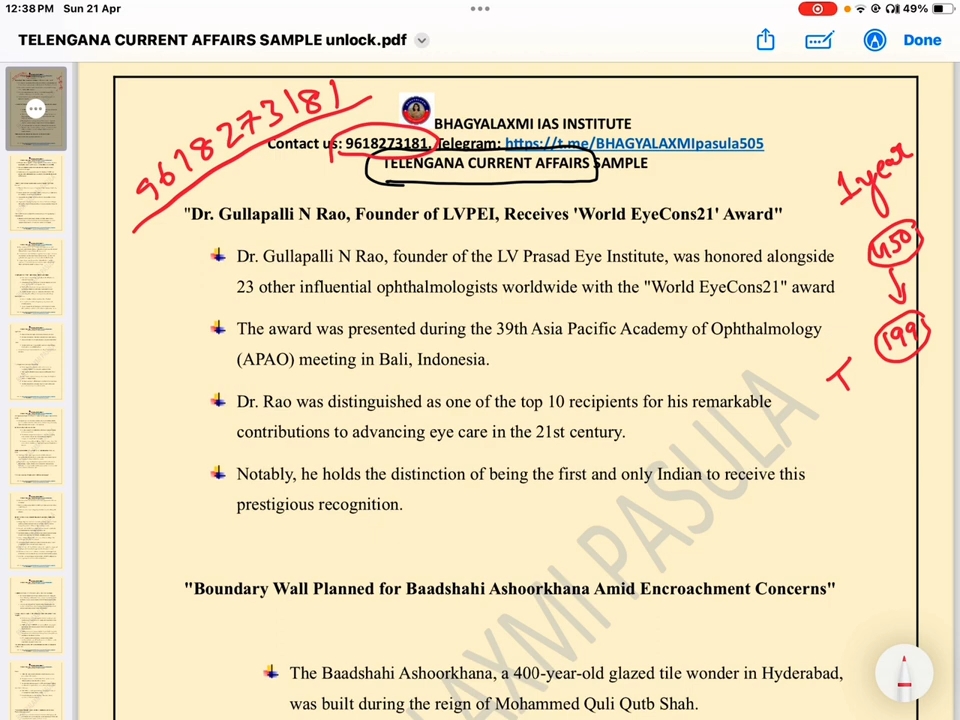 12:38 PM Sun 21 Apr
49%
TELENGANA CURRENT AFFAIRS SAMPLE unlock.pdf
Done
9618273181
BHAGYALAXMI IAS INSTITUTE
Contact us: 9618273181, Telegram: https://t.me/BHAGYALAXMIpasula505
TELENGANA CURRENT AFFAIRS SAMPLE
1 year
450
199
T
"Dr. Gullapalli N Rao, Founder of LVPEI, Receives 'World EyeCons21' Award"
Dr. Gullapalli N Rao, founder of the LV Prasad Eye Institute, was honored alongside
23 other influential ophthalmologists worldwide with the "World EyeCons21" award
The award was presented during the 39th Asia Pacific Academy of Ophthalmology
(APAO) meeting in Bali, Indonesia.
Dr. Rao was distinguished as one of the top 10 recipients for his remarkable
contributions to advancing eye care in the 21st century.
Notably, he holds the distinction of being the first and only Indian to receive this
prestigious recognition.
"Boundary Wall Planned for Baadshahi Ashoorkhana Amid Encroachment Concerns"
The Baadshahi Ashoorkhana, a 400-year-old glazed tile wonder in Hyderabad,
was built during the reign of Mohammed Quli Qutb Shah.
LAXMI PASULA